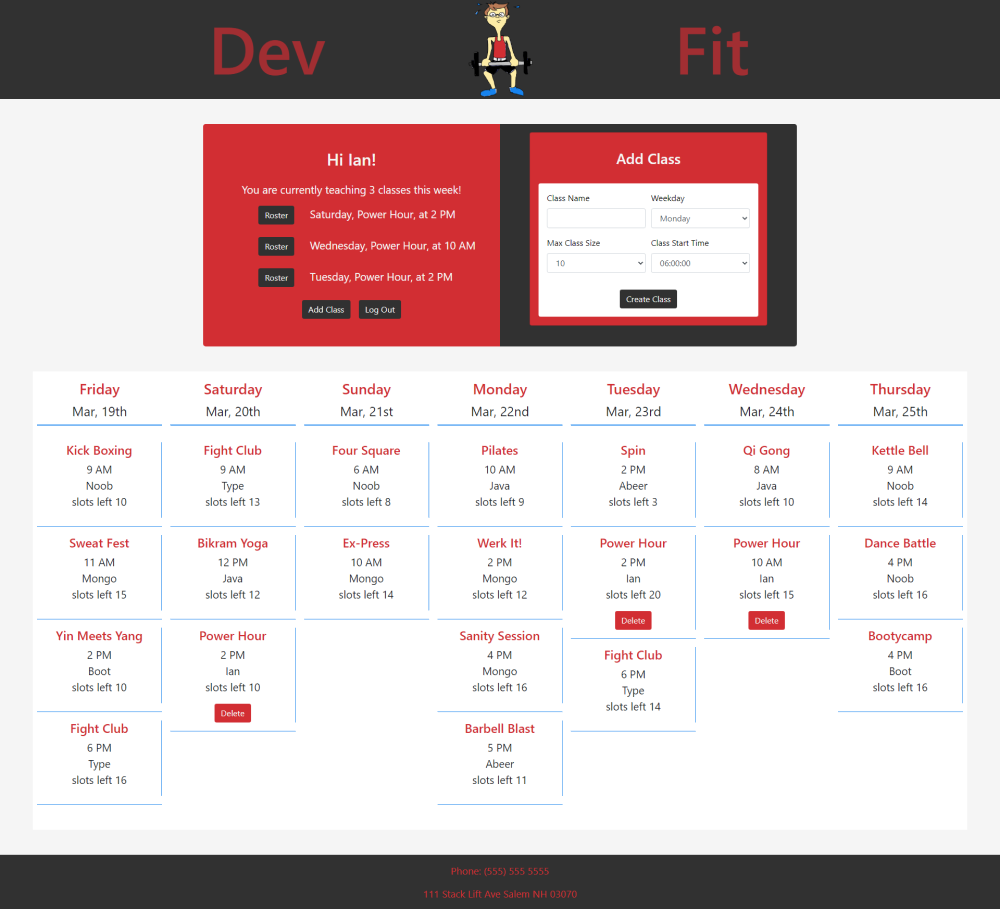 Dev Fit
Hi Ian!
You are currently teaching 3 classes this week!
Roster Saturday, Power Hour, at 2 PM
Roster Wednesday, Power Hour, at 10 AM
Roster Tuesday, Power Hour, at 2 PM
Add Class Log Out
Add Class
Class Name Weekday
Monday
Max Class Size Class Start Time
10 06:00:00
Create Class
Friday
Mar, 19th
Kick Boxing
9 AM
Noob
slots left 10
Sweat Fest
11 AM
Mongo
slots left 15
Yin Meets Yang
2 PM
Boot
slots left 10
Fight Club
6 PM
Type
slots left 16
Saturday
Mar, 20th
Fight Club
9 AM
Type
slots left 13
Bikram Yoga
12 PM
Java
slots left 12
Power Hour
2 PM
Ian
slots left 10
Delete
Sunday
Mar, 21st
Four Square
6 AM
Noob
slots left 8
Ex-Press
10 AM
Mongo
slots left 14
Monday
Mar, 22nd
Pilates
10 AM
Java
slots left 9
Werk It!
2 PM
Mongo
slots left 12
Sanity Session
4 PM
Mongo
slots left 16
Barbell Blast
5 PM
Abeer
slots left 11
Tuesday
Mar, 23rd
Spin
2 PM
Abeer
slots left 3
Power Hour
2 PM
Ian
slots left 20
Delete
Fight Club
6 PM
Type
slots left 14
Wednesday
Mar, 24th
Qi Gong
8 AM
Java
slots left 10
Power Hour
10 AM
Ian
slots left 15
Delete
Thursday
Mar, 25th
Kettle Bell
9 AM
Noob
slots left 14
Dance Battle
4 PM
Noob
slots left 16
Bootycamp
4 PM
Boot
slots left 16
Phone: (555) 555 5555
111 Stack Lift Ave Salem NH 03070